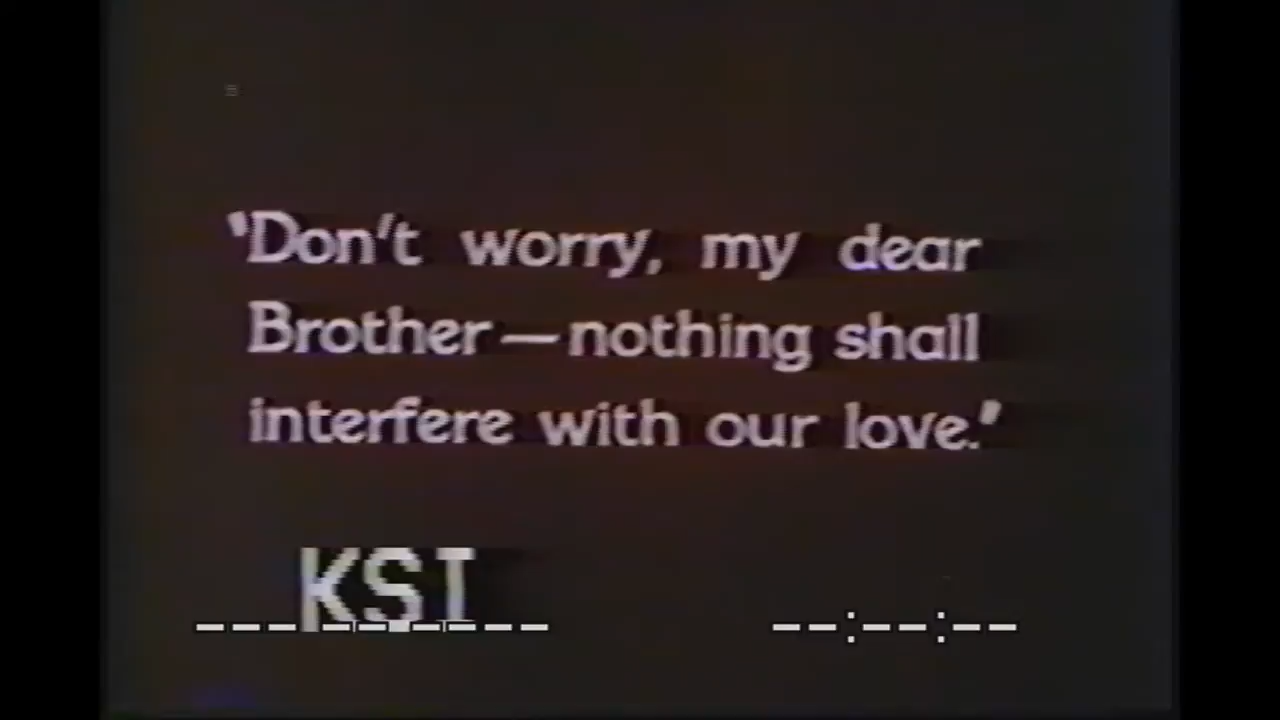 'Don't worry, my dear
Brother—nothing shall
interfere with our love.'
KSI
--:--:--